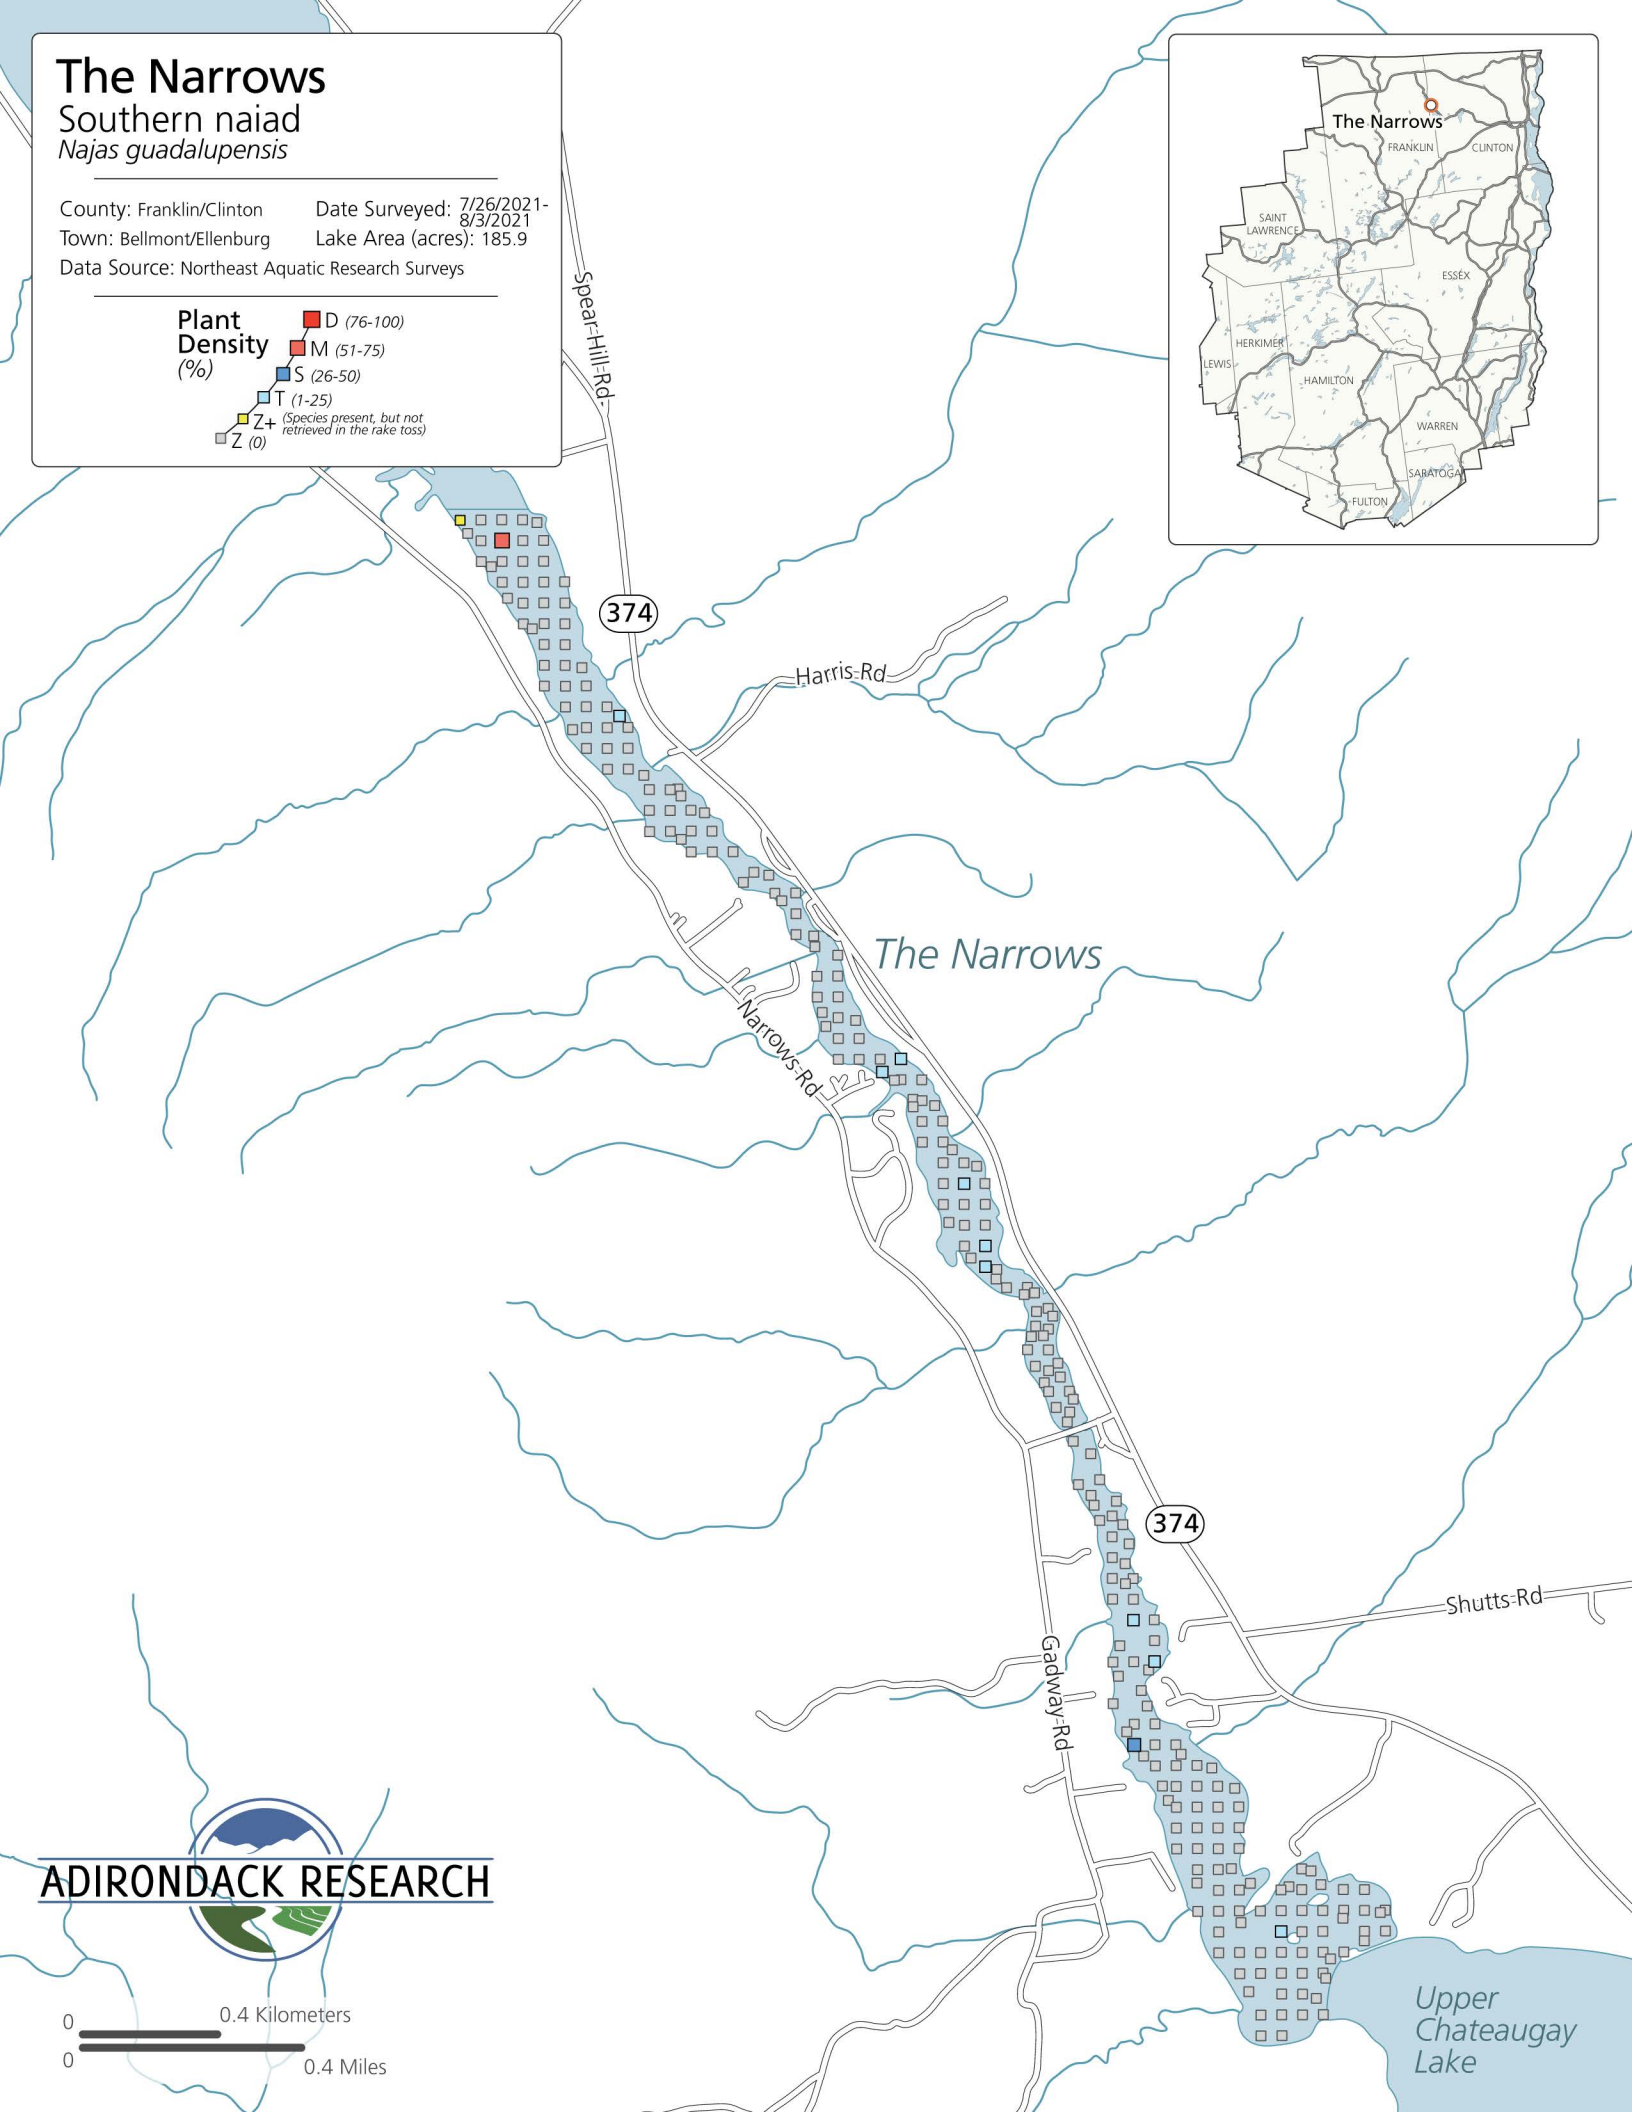 The Narrows
Southern naiad
Najas guadalupensis
County: Franklin/Clinton
Date Surveyed: 7/26/2021-
8/3/2021
Town: Bellmont/Ellenburg
Lake Area (acres): 185.9
Data Source: Northeast Aquatic Research Surveys
Plant
Density
(%)
D (76-100)
M (51-75)
S (26-50)
T (1-25)
Z+ (Species present, but not
retrieved in the rake toss)
Z (0)
The Narrows
FRANKLIN
CLINTON
SAINT
LAWRENCE
ESSEX
HERKIMER
LEWIS
HAMILTON
WARREN
SARATOGA
FULTON
Spear-Hill-Rd-
374
Harris-Rd
The Narrows
Narrows-Rd
374
Shutts-Rd
Gadway-Rd
ADIRONDACK RESEARCH
0
0.4 Kilometers
0
0.4 Miles
Upper
Chateaugay
Lake